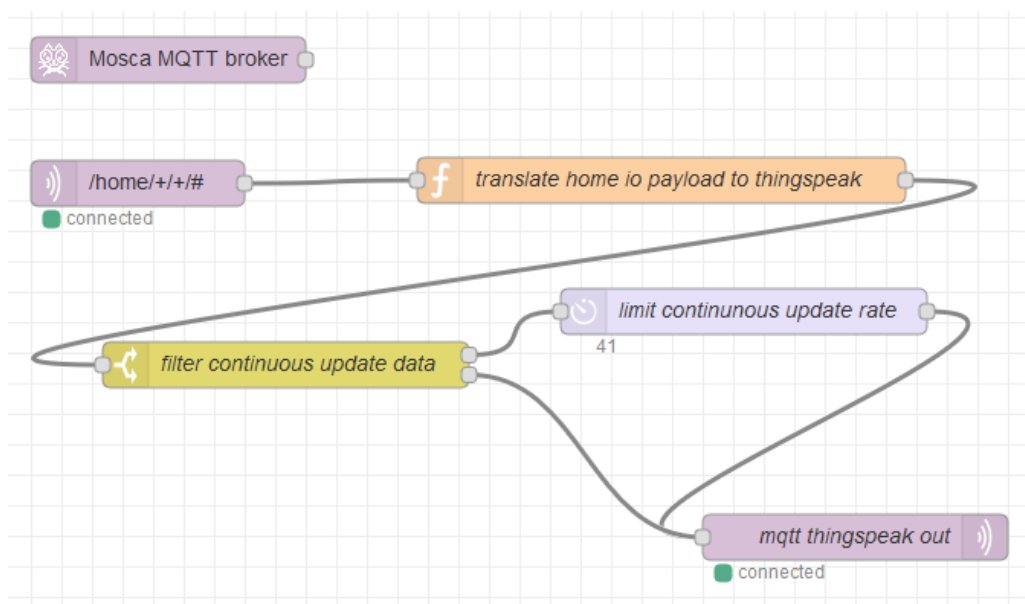 Mosca MQTT broker
/home/+/+/#
connected
translate home io payload to thingspeak
limit continunous update rate
41
filter continuous update data
mqtt thingspeak out
connected